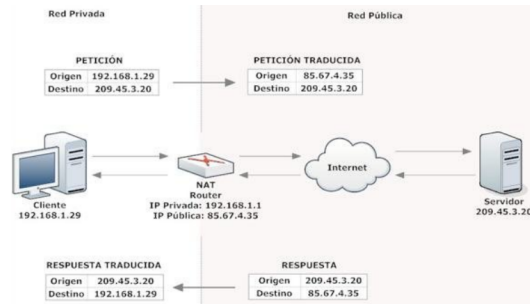 Red Privada
Red Pública
PETICIÓN
Origen 192.168.1.29
Destino 209.45.3.20
PETICIÓN TRADUCIDA
Origen 85.67.4.35
Destino 209.45.3.20
Internet
Cliente
192.168.1.29
NAT
Router
IP Privada: 192.168.1.1
IP Pública: 85.67.4.35
Servidor
209.45.3.20
RESPUESTA TRADUCIDA
Origen 209.45.3.20
Destino 192.168.1.29
RESPUESTA
Origen 209.45.3.20
Destino 85.67.4.35